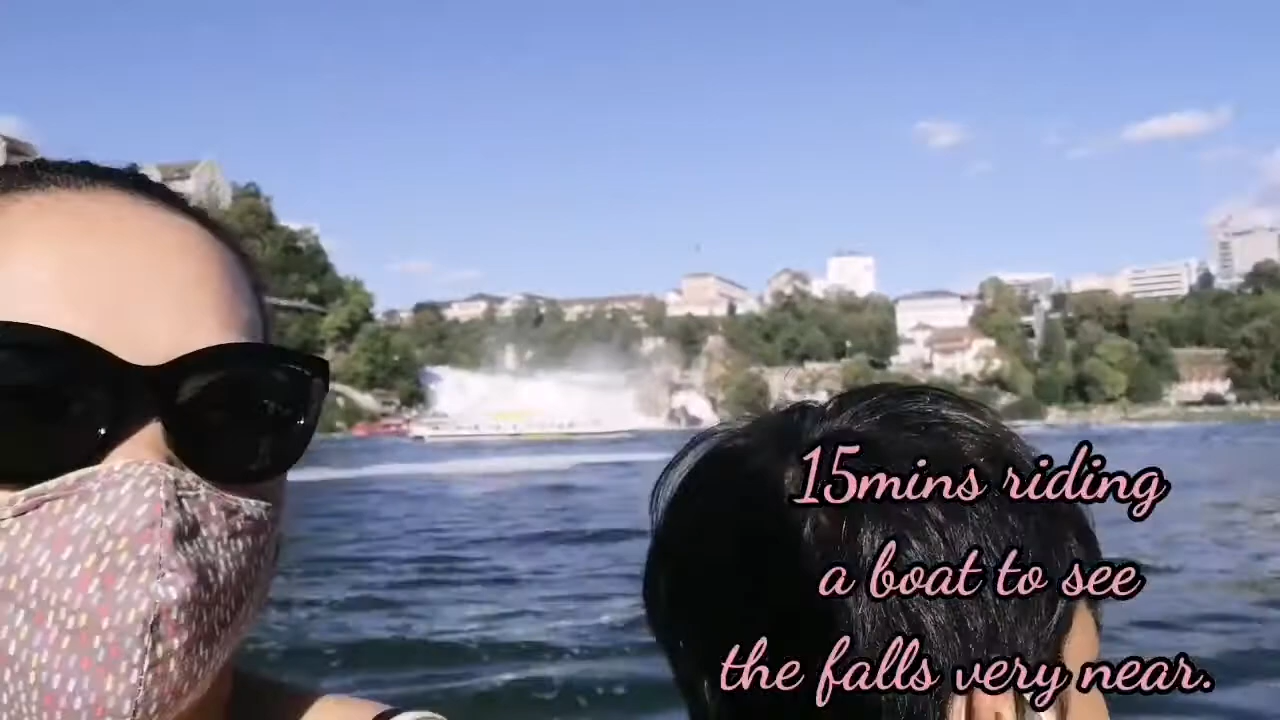 15mins riding
a boat to see
the falls very near.